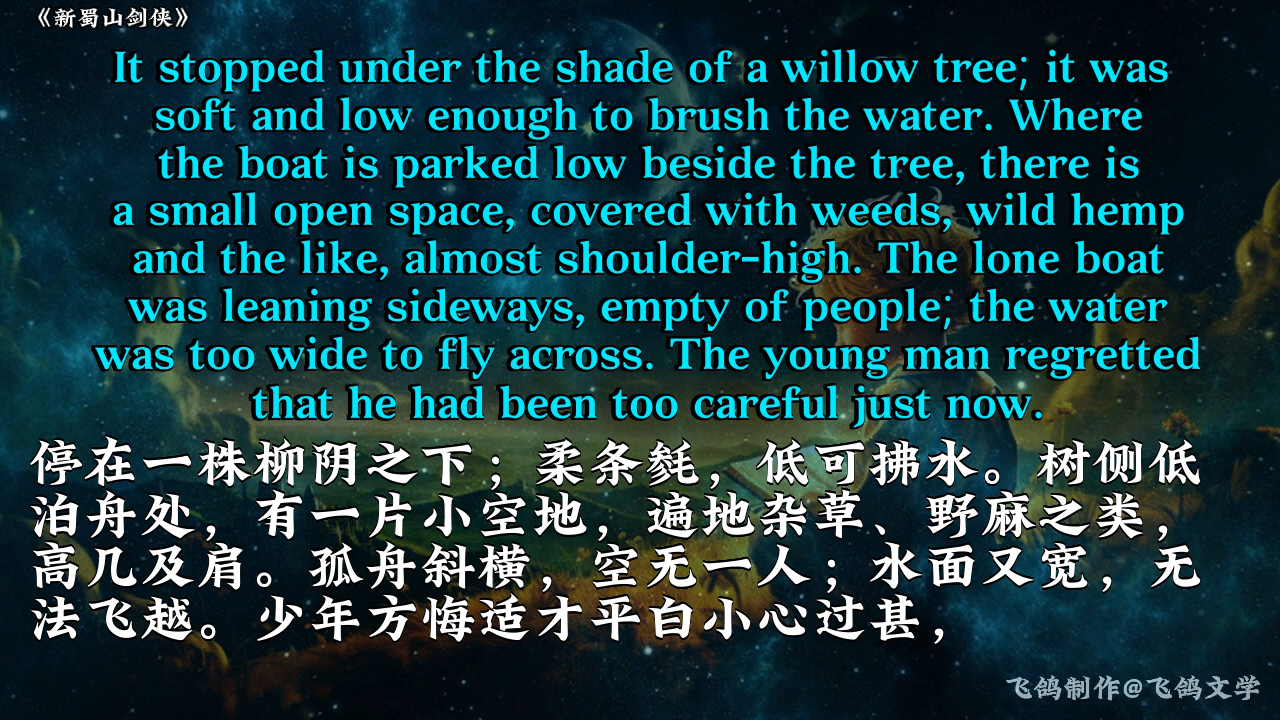 《新蜀山剑侠》
It stopped under the shade of a willow tree; it was
soft and low enough to brush the water. Where
the boat is parked low beside the tree, there is
a small open space, covered with weeds, wild hemp
and the like, almost shoulder-high. The lone boat
was leaning sideways, empty of people; the water
was too wide to fly across. The young man regretted
that he had been too careful just now.
停在一株柳阴之下；柔条毵，低可拂水。树侧低
泊舟处，有一片小空地，遍地杂草、野麻之类，
高几及肩。孤舟斜横，空无一人；水面又宽，无
法飞越。少年方悔适才平白小心过甚，
飞鸽制作@飞鸽文学